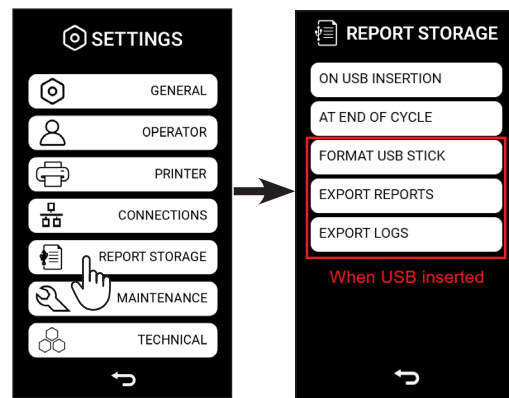 SETTINGS
GENERAL
OPERATOR
PRINTER
CONNECTIONS
REPORT STORAGE
MAINTENANCE
TECHNICAL
REPORT STORAGE
ON USB INSERTION
AT END OF CYCLE
FORMAT USB STICK
EXPORT REPORTS
EXPORT LOGS
When USB inserted